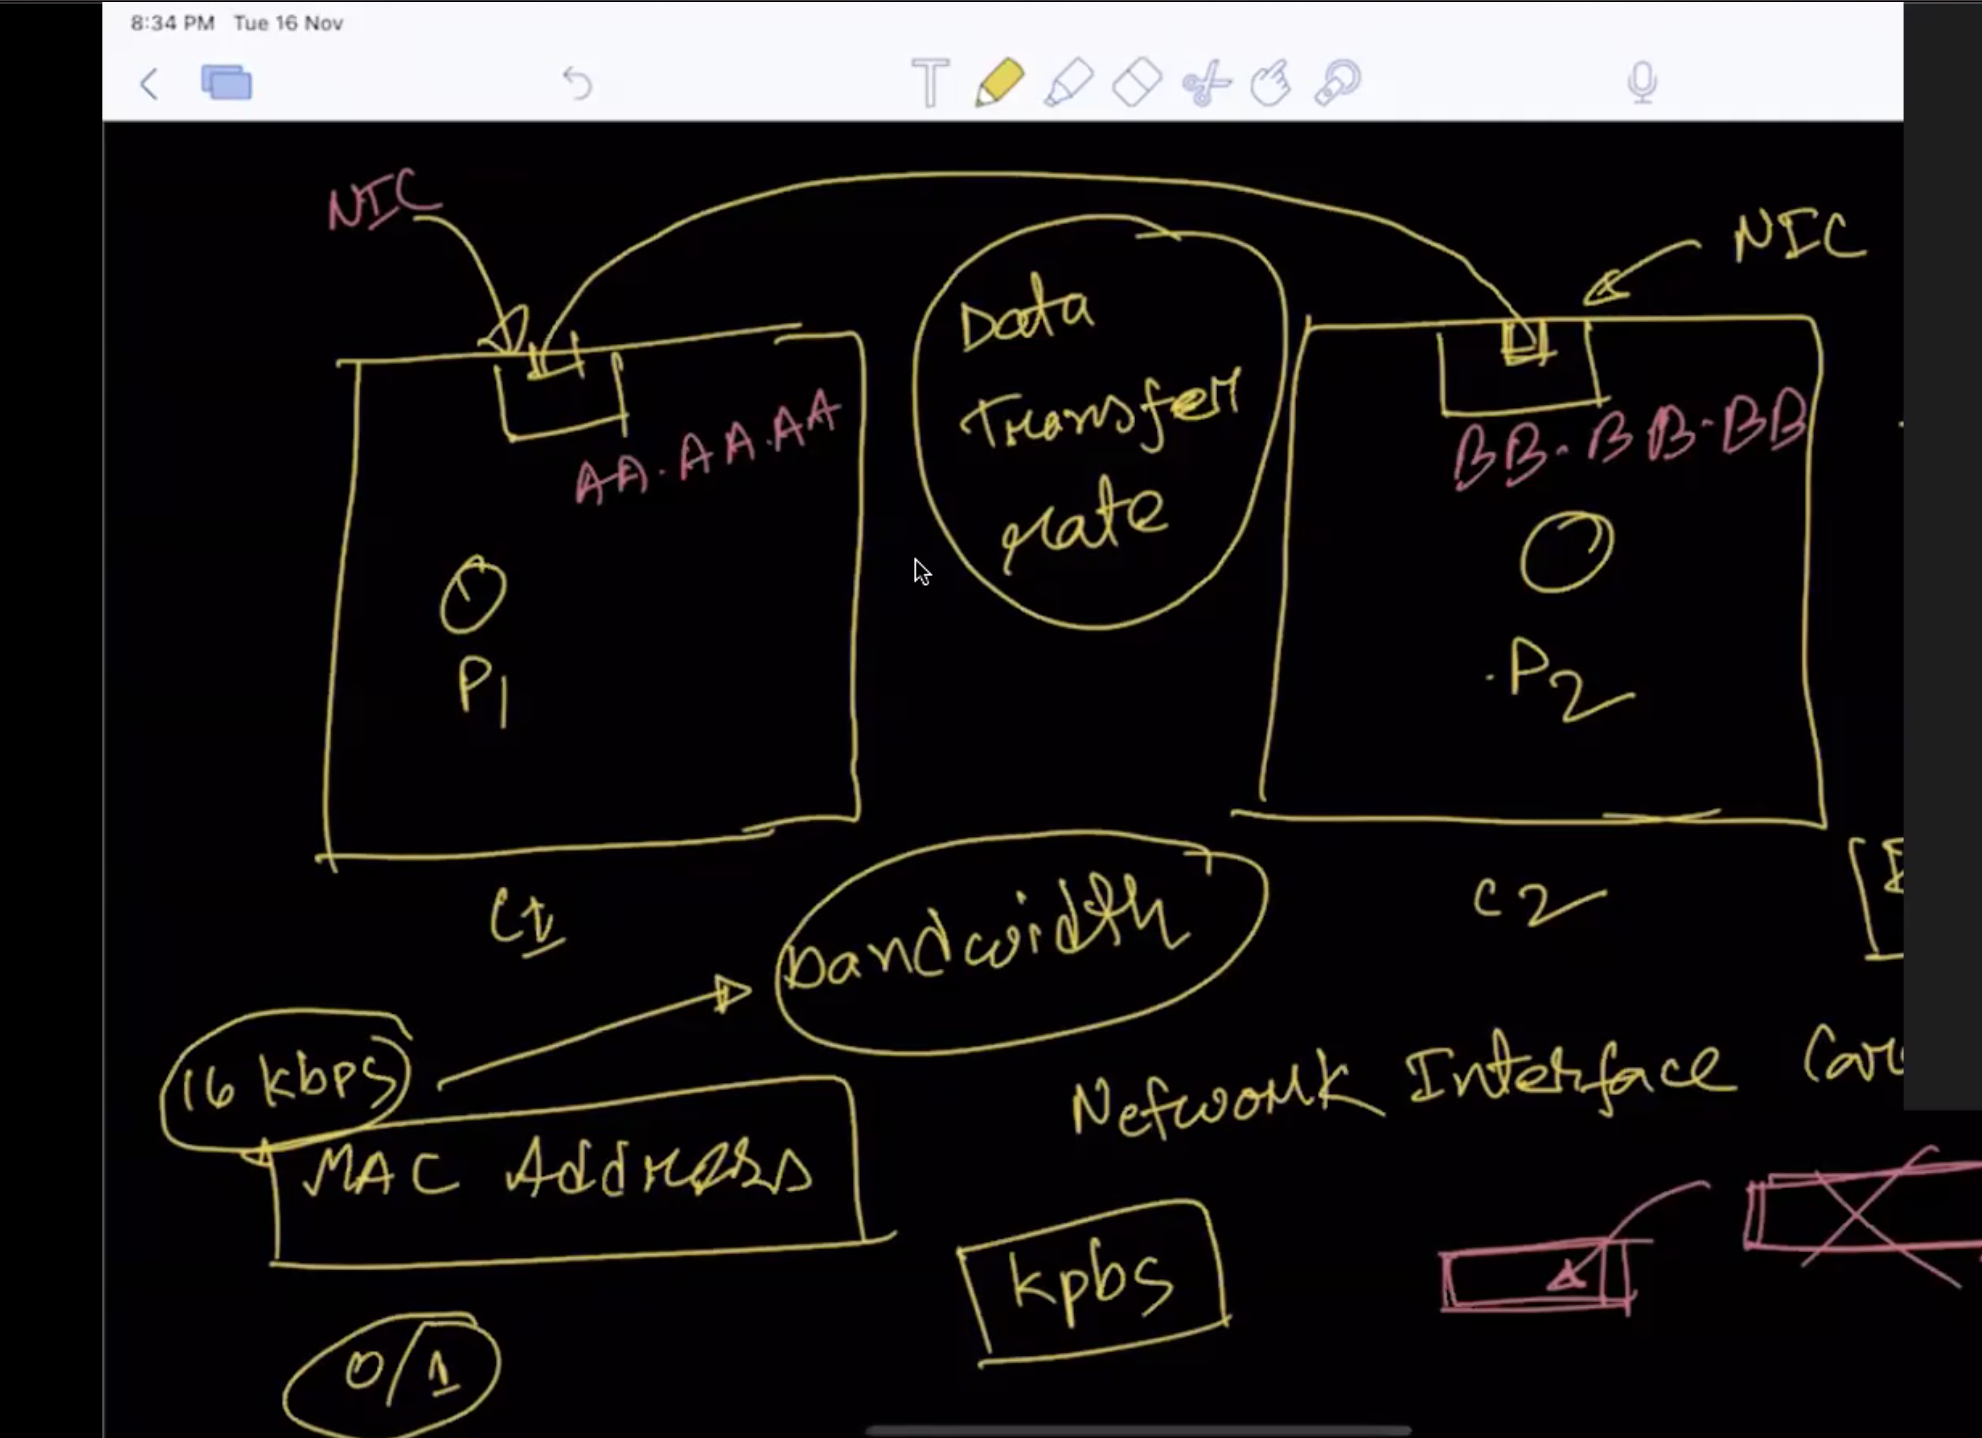 8:34 PM Tue 16 Nov
NIC
NIC
Data
Transfer
rate
AA.AA.AA
BB.BB.BB
P1
P2
C1
C2
bandwidth
16 kbps
Network Interface Car
MAC Address
kpbs
0/1